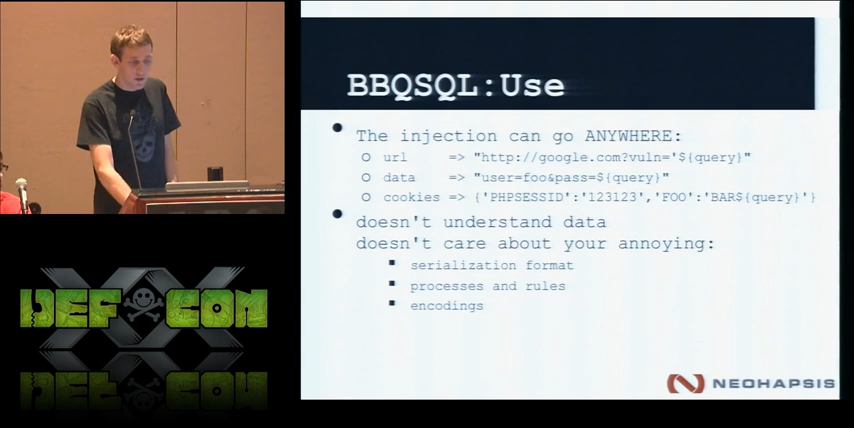 BBQSQL:Use
The injection can go ANYWHERE:
url => "http://google.com?vuln='${query}"
data => "user=foo&pass=${query}"
cookies => {'PHPSESSID':'123123','FOO':'BAR${query}'}
doesn't understand data
doesn't care about your annoying:
serialization format
processes and rules
encodings
NEOHAPSIS
DEFCON
XX